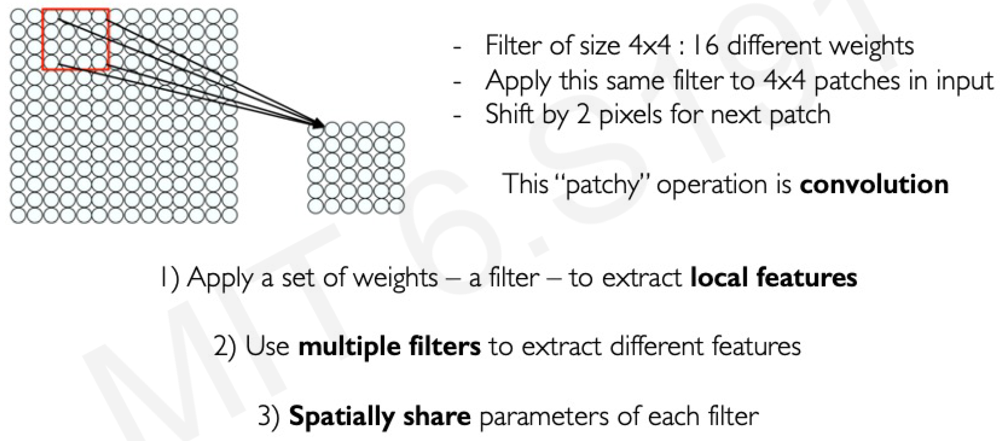 - Filter of size 4x4 : 16 different weights
- Apply this same filter to 4x4 patches in input
- Shift by 2 pixels for next patch
This “patchy” operation is convolution
1) Apply a set of weights – a filter – to extract local features
2) Use multiple filters to extract different features
3) Spatially share parameters of each filter
MIT 6.S191